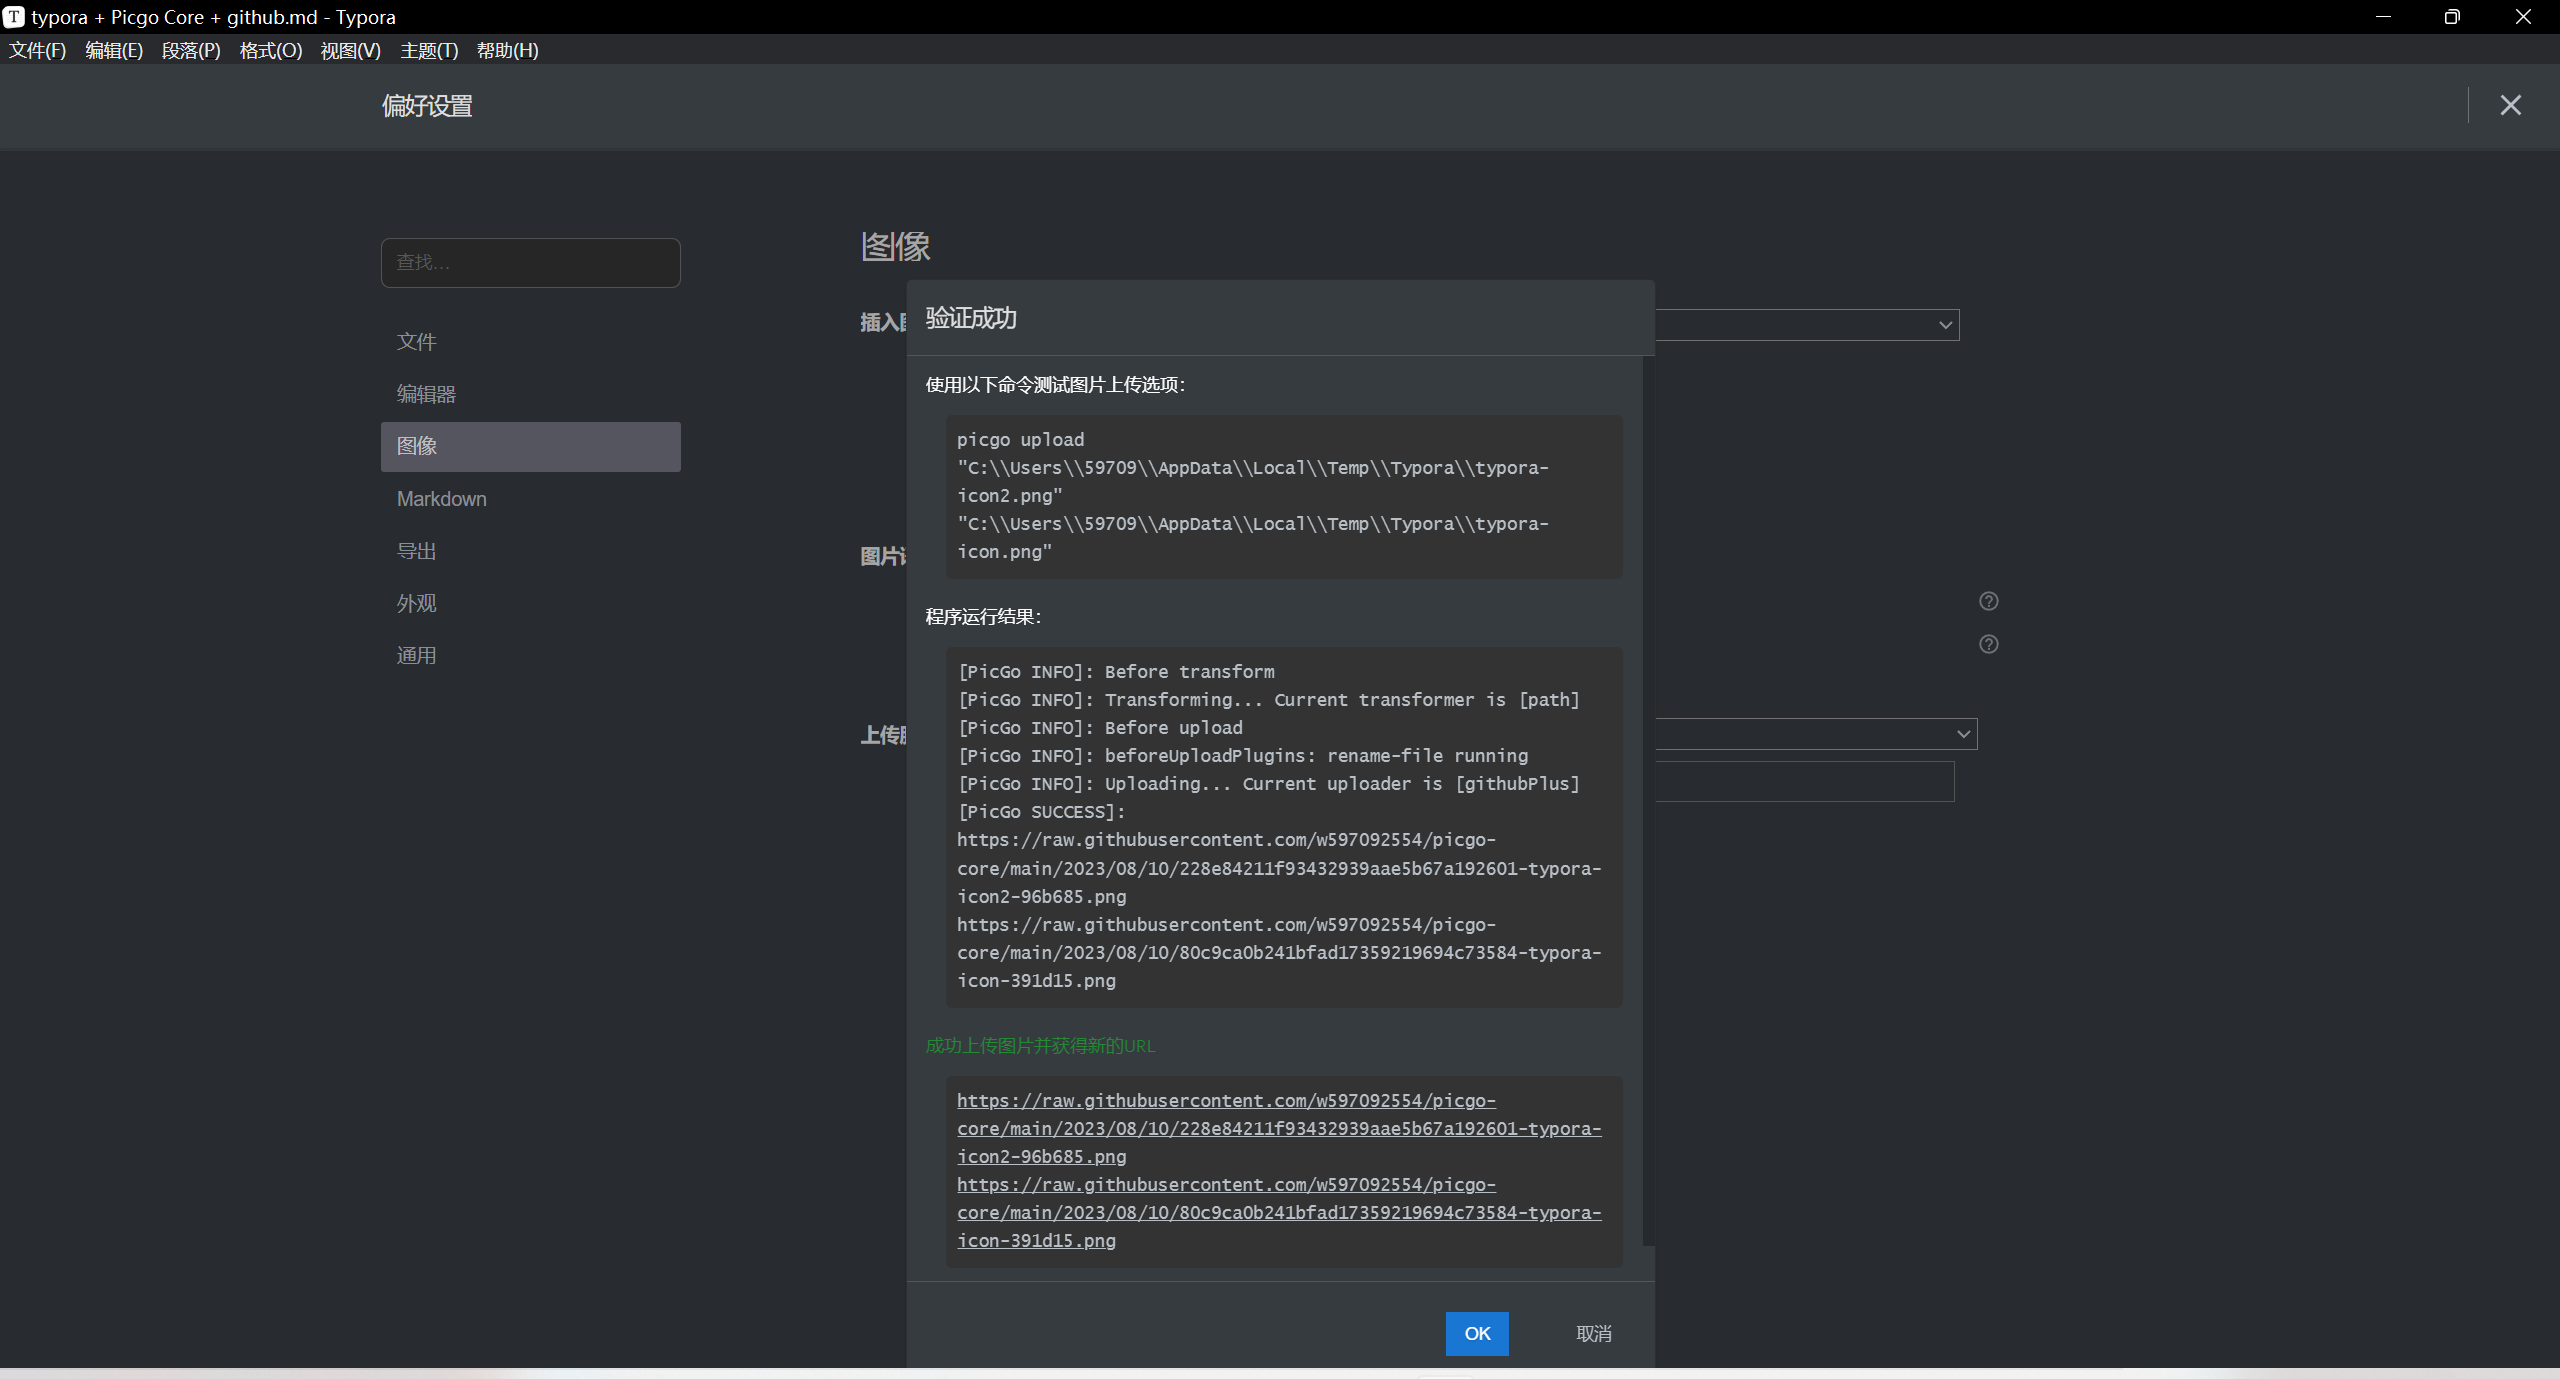 typora + Picgo Core + github.md - Typora
文件(F) 编辑(E) 段落(P) 格式(O) 视图(V) 主题(T) 帮助(H)
偏好设置
查找...
文件
编辑器
图像
Markdown
导出
外观
通用
图像
插入
图片
上传
验证成功
使用以下命令测试图片上传选项：
picgo upload
"C:\\Users\\59709\\AppData\\Local\\Temp\\Typora\\typora-
icon2.png"
"C:\\Users\\59709\\AppData\\Local\\Temp\\Typora\\typora-
icon.png"
程序运行结果：
[PicGo INFO]: Before transform
[PicGo INFO]: Transforming... Current transformer is [path]
[PicGo INFO]: Before upload
[PicGo INFO]: beforeUploadPlugins: rename-file running
[PicGo INFO]: Uploading... Current uploader is [githubPlus]
[PicGo SUCCESS]:
https://raw.githubusercontent.com/w597092554/picgo-
core/main/2023/08/10/228e84211f93432939aae5b67a192601-typora-
icon2-96b685.png
https://raw.githubusercontent.com/w597092554/picgo-
core/main/2023/08/10/80c9ca0b241bfad17359219694c73584-typora-
icon-391d15.png
成功上传图片并获得新的URL
https://raw.githubusercontent.com/w597092554/picgo-
core/main/2023/08/10/228e84211f93432939aae5b67a192601-typora-
icon2-96b685.png
https://raw.githubusercontent.com/w597092554/picgo-
core/main/2023/08/10/80c9ca0b241bfad17359219694c73584-typora-
icon-391d15.png
OK
取消